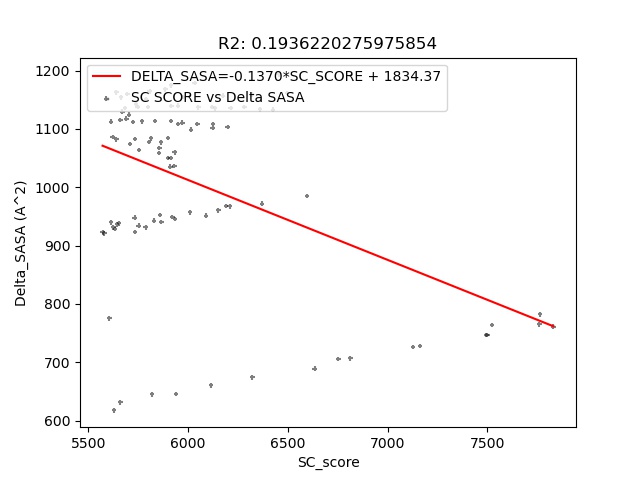 R2: 0.1936220275975854
DELTA_SASA=-0.1370*SC_SCORE + 1834.37
SC SCORE vs Delta SASA
1200
1100
1000
900
800
700
600
Delta_SASA (A^2)
5500 6000 6500 7000 7500
SC_score